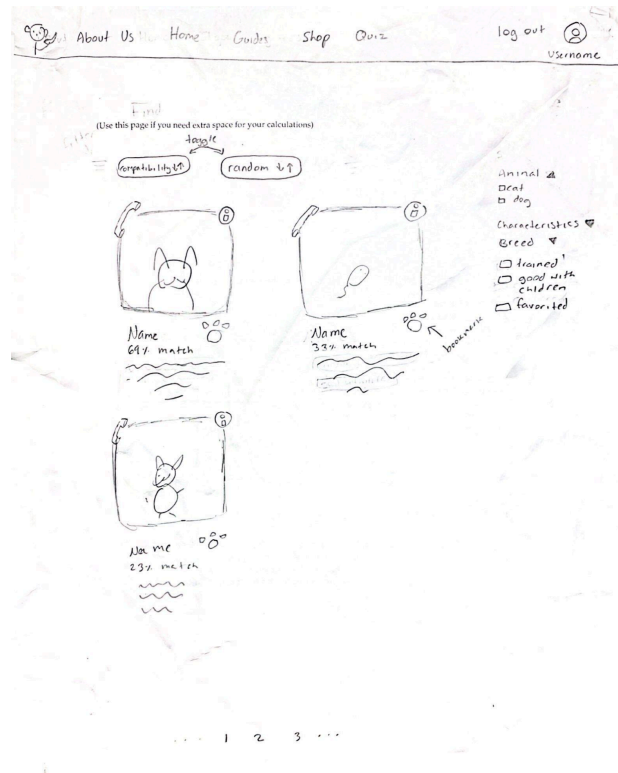 About Us Home Guides Shop Quiz log out
Username
Find
(Use this page if you need extra space for your calculations)
toggle
compatibility ↓↑ random ↓↑
Animal
cat
dog
Characteristics
Breed
trained
good with
children
favorited
Name
69% match
Name
33% match
bookmark
Name
23% match
... 1 2 3 ...